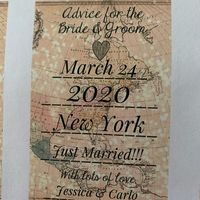 Advice for the
Bride & Groom
March 24
2020
New York
Just Married!!!
With lots of love
Jessica & Carlo